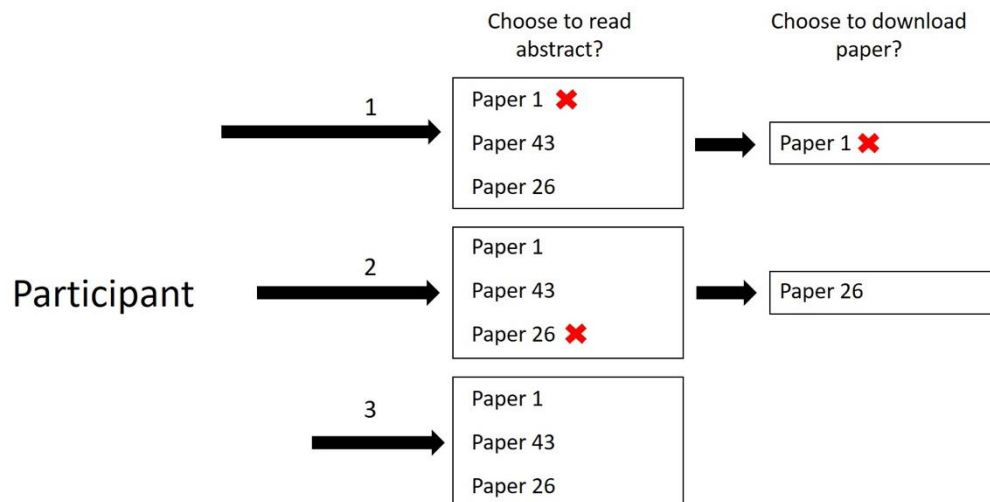 Choose to read
abstract?
Choose to download
paper?
1
Paper 1
Paper 43
Paper 26
Paper 1
Participant
2
Paper 1
Paper 43
Paper 26
Paper 26
3
Paper 1
Paper 43
Paper 26